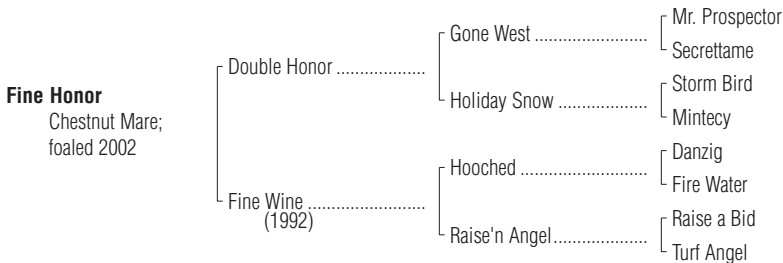 Fine Honor
Chestnut Mare;
foaled 2002
Double Honor ...................
Fine Wine ........................
(1992)
Gone West ......................
Holiday Snow ..................
Hooched .........................
Raise'n Angel....................
Mr. Prospector
Secrettame
Storm Bird
Mintecy
Danzig
Fire Water
Raise a Bid
Turf Angel